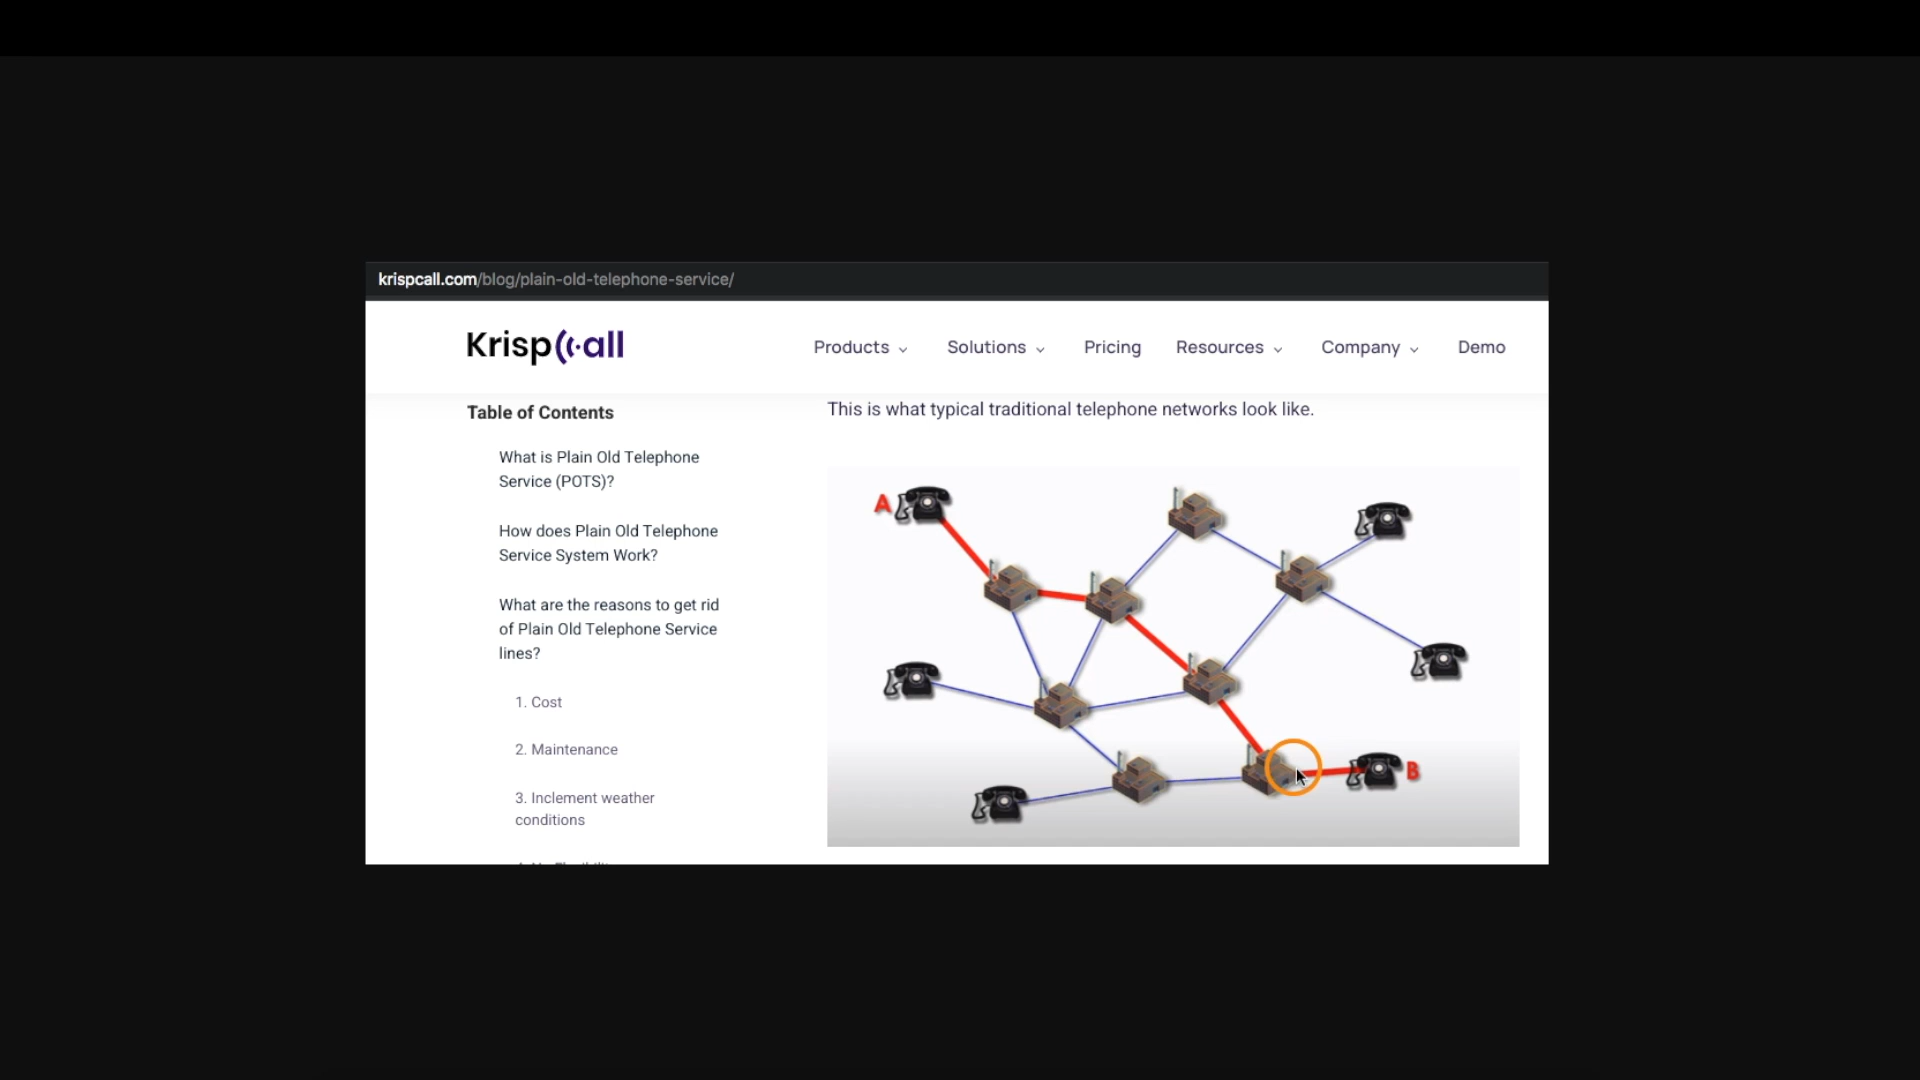 krispcall.com/blog/plain-old-telephone-service/
KrispCall
Products
Solutions
Pricing
Resources
Company
Demo
Table of Contents
What is Plain Old Telephone
Service (POTS)?
How does Plain Old Telephone
Service System Work?
What are the reasons to get rid
of Plain Old Telephone Service
lines?
1. Cost
2. Maintenance
3. Inclement weather
conditions
This is what typical traditional telephone networks look like.
A
B